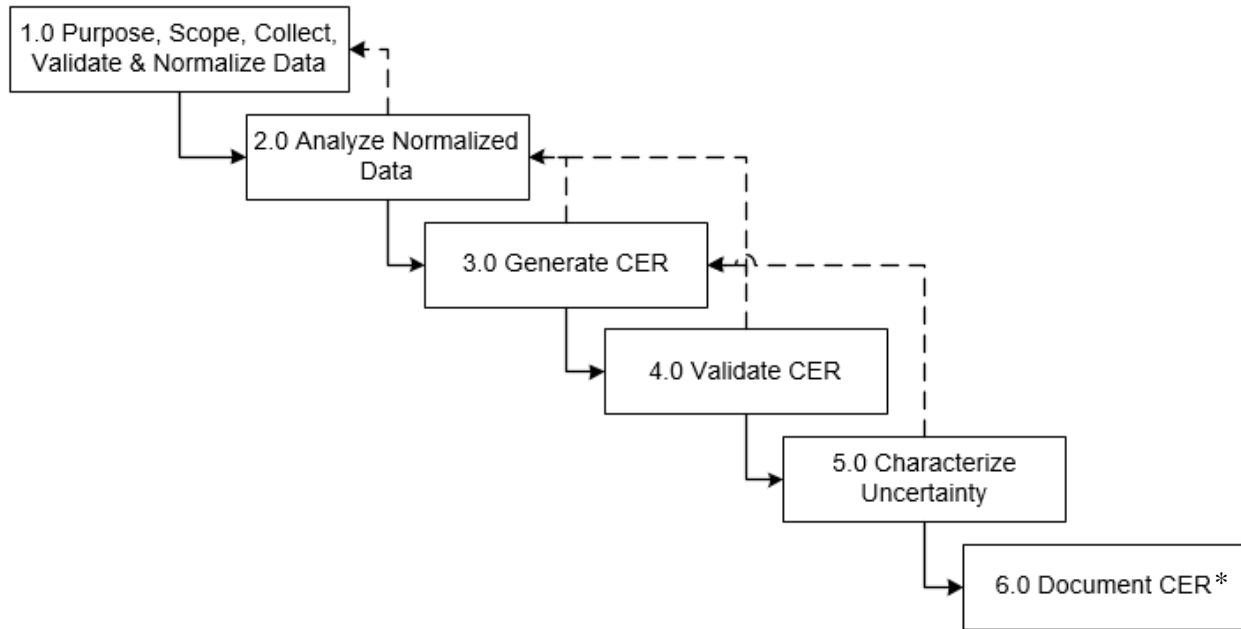 1.0 Purpose, Scope, Collect,
Validate & Normalize Data
2.0 Analyze Normalized
Data
3.0 Generate CER
4.0 Validate CER
5.0 Characterize
Uncertainty
6.0 Document CER*